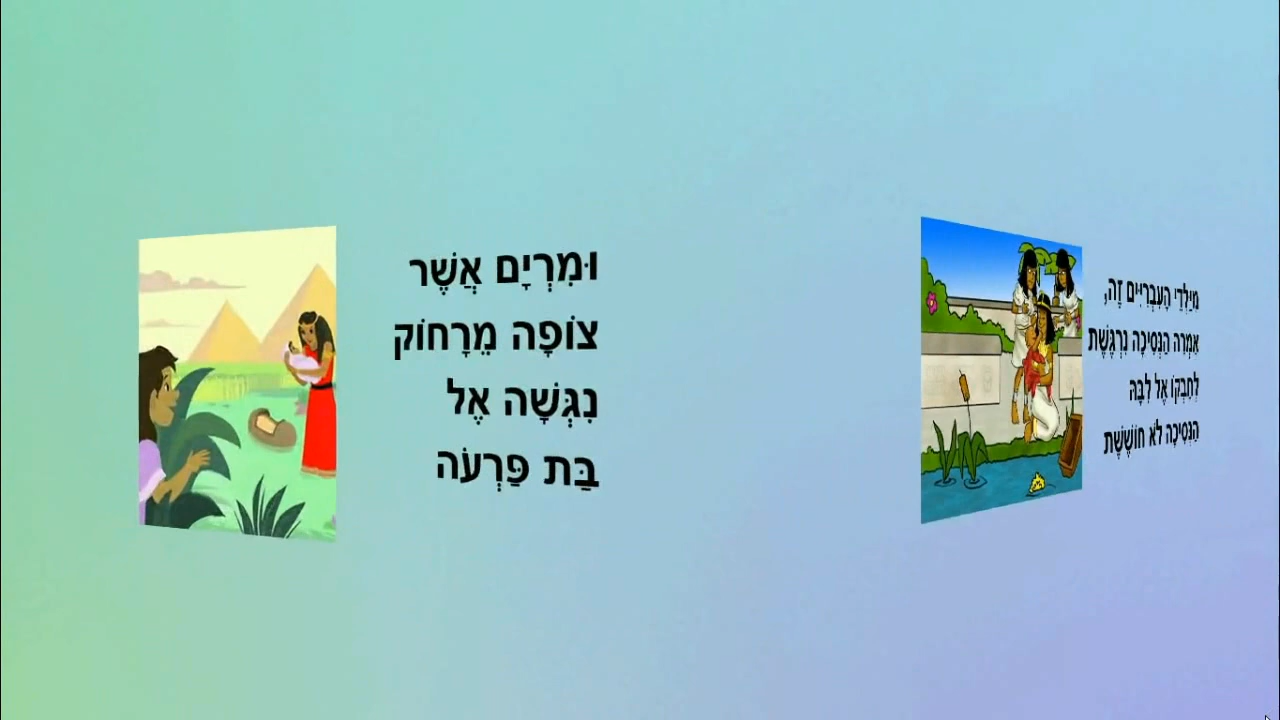 מִיַּלְדֵי הָעִבְרִיִּים זֶה,
אָמְרָה הַנְּסִיכָה נִרְגֶּשֶׁת
לְחַבְּקוֹ אֶל לִבָּהּ
הַנְּסִיכָה לֹא חוֹשֶׁשֶׁת
וּמִרְיָם אֲשֶׁר
צוֹפָה מֵרָחוֹק
נִגְּשָׁה אֶל
בַּת פַּרְעֹה